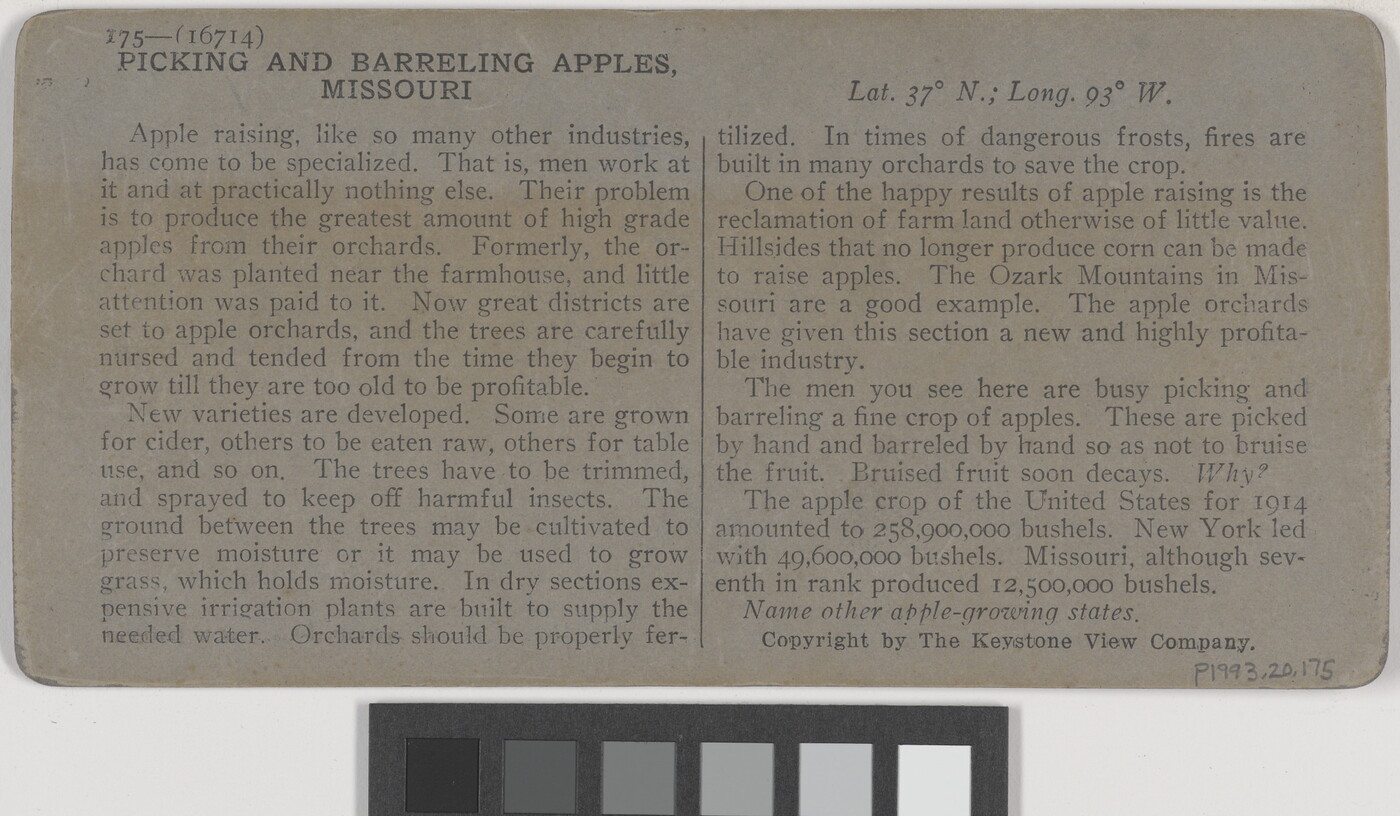 175—(16714)
PICKING AND BARRELING APPLES,
MISSOURI
Apple raising, like so many other industries,
has come to be specialized. That is, men work at
it and at practically nothing else. Their problem
is to produce the greatest amount of high grade
apples from their orchards. Formerly, the or-
chard was planted near the farmhouse, and little
attention was paid to it. Now great districts are
set to apple orchards, and the trees are carefully
nursed and tended from the time they begin to
grow till they are too old to be profitable.
New varieties are developed. Some are grown
for cider, others to be eaten raw, others for table
use, and so on. The trees have to be trimmed,
and sprayed to keep off harmful insects. The
ground between the trees may be cultivated to
preserve moisture or it may be used to grow
grass, which holds moisture. In dry sections ex-
pensive irrigation plants are built to supply the
needed water. Orchards should be properly fer-
Lat. 37° N.; Long. 93° W.
tilized. In times of dangerous frosts, fires are
built in many orchards to save the crop.
One of the happy results of apple raising is the
reclamation of farm land otherwise of little value.
Hillsides that no longer produce corn can be made
to raise apples. The Ozark Mountains in Mis-
souri are a good example. The apple orchards
have given this section a new and highly profita-
ble industry.
The men you see here are busy picking and
barreling a fine crop of apples. These are picked
by hand and barreled by hand so as not to bruise
the fruit. Bruised fruit soon decays. Why?
The apple crop of the United States for 1914
amounted to 258,900,000 bushels. New York led
with 49,600,000 bushels. Missouri, although sev-
enth in rank produced 12,500,000 bushels.
Name other apple-growing states.
Copyright by The Keystone View Company.
P1993.20.175